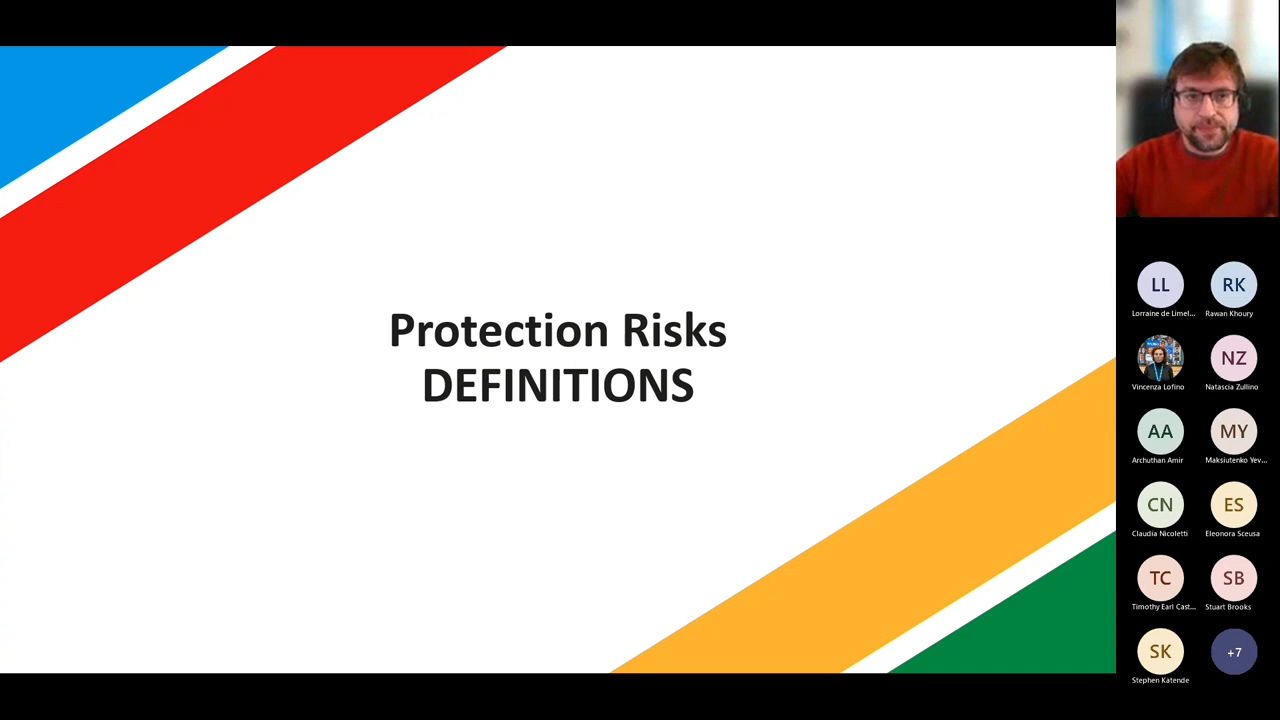 Protection Risks
DEFINITIONS
LL
RK
Lorraine de Limel...
Rawan Khoury
NZ
Vincenza Lofino
Natascia Zullino
AA
MY
Archuthan Amir
Maksiutenko Yev...
CN
ES
Claudia Nicoletti
Eleonora Sceusa
TC
SB
Timothy Earl Cast...
Stuart Brooks
SK
+7
Stephen Katende